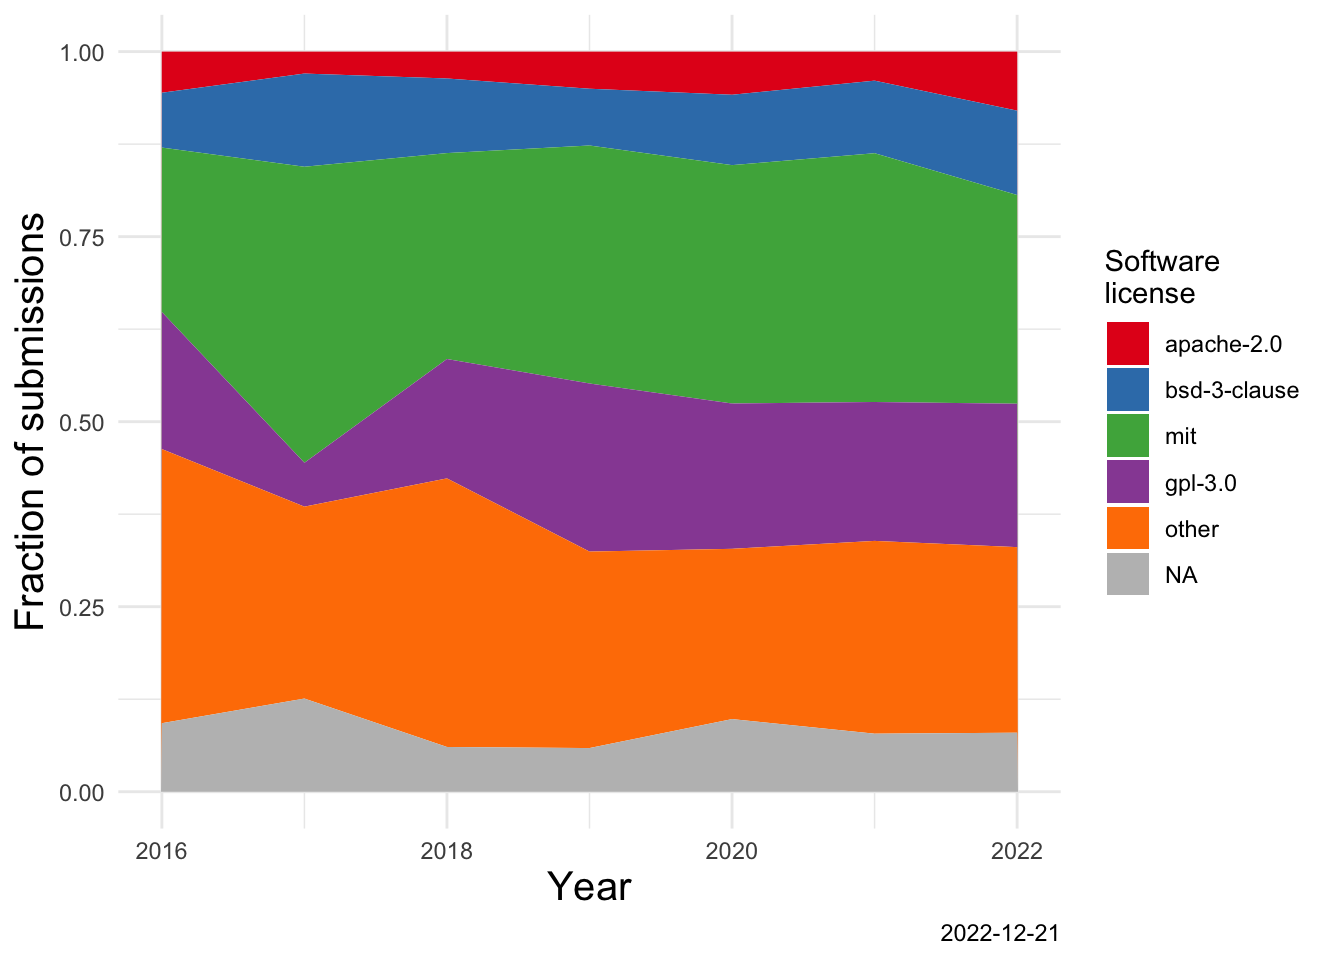 1.00
0.75
0.50
0.25
0.00
Fraction of submissions
2016
2018
2020
2022
Year
Software
license
apache-2.0
bsd-3-clause
mit
gpl-3.0
other
NA
2022-12-21